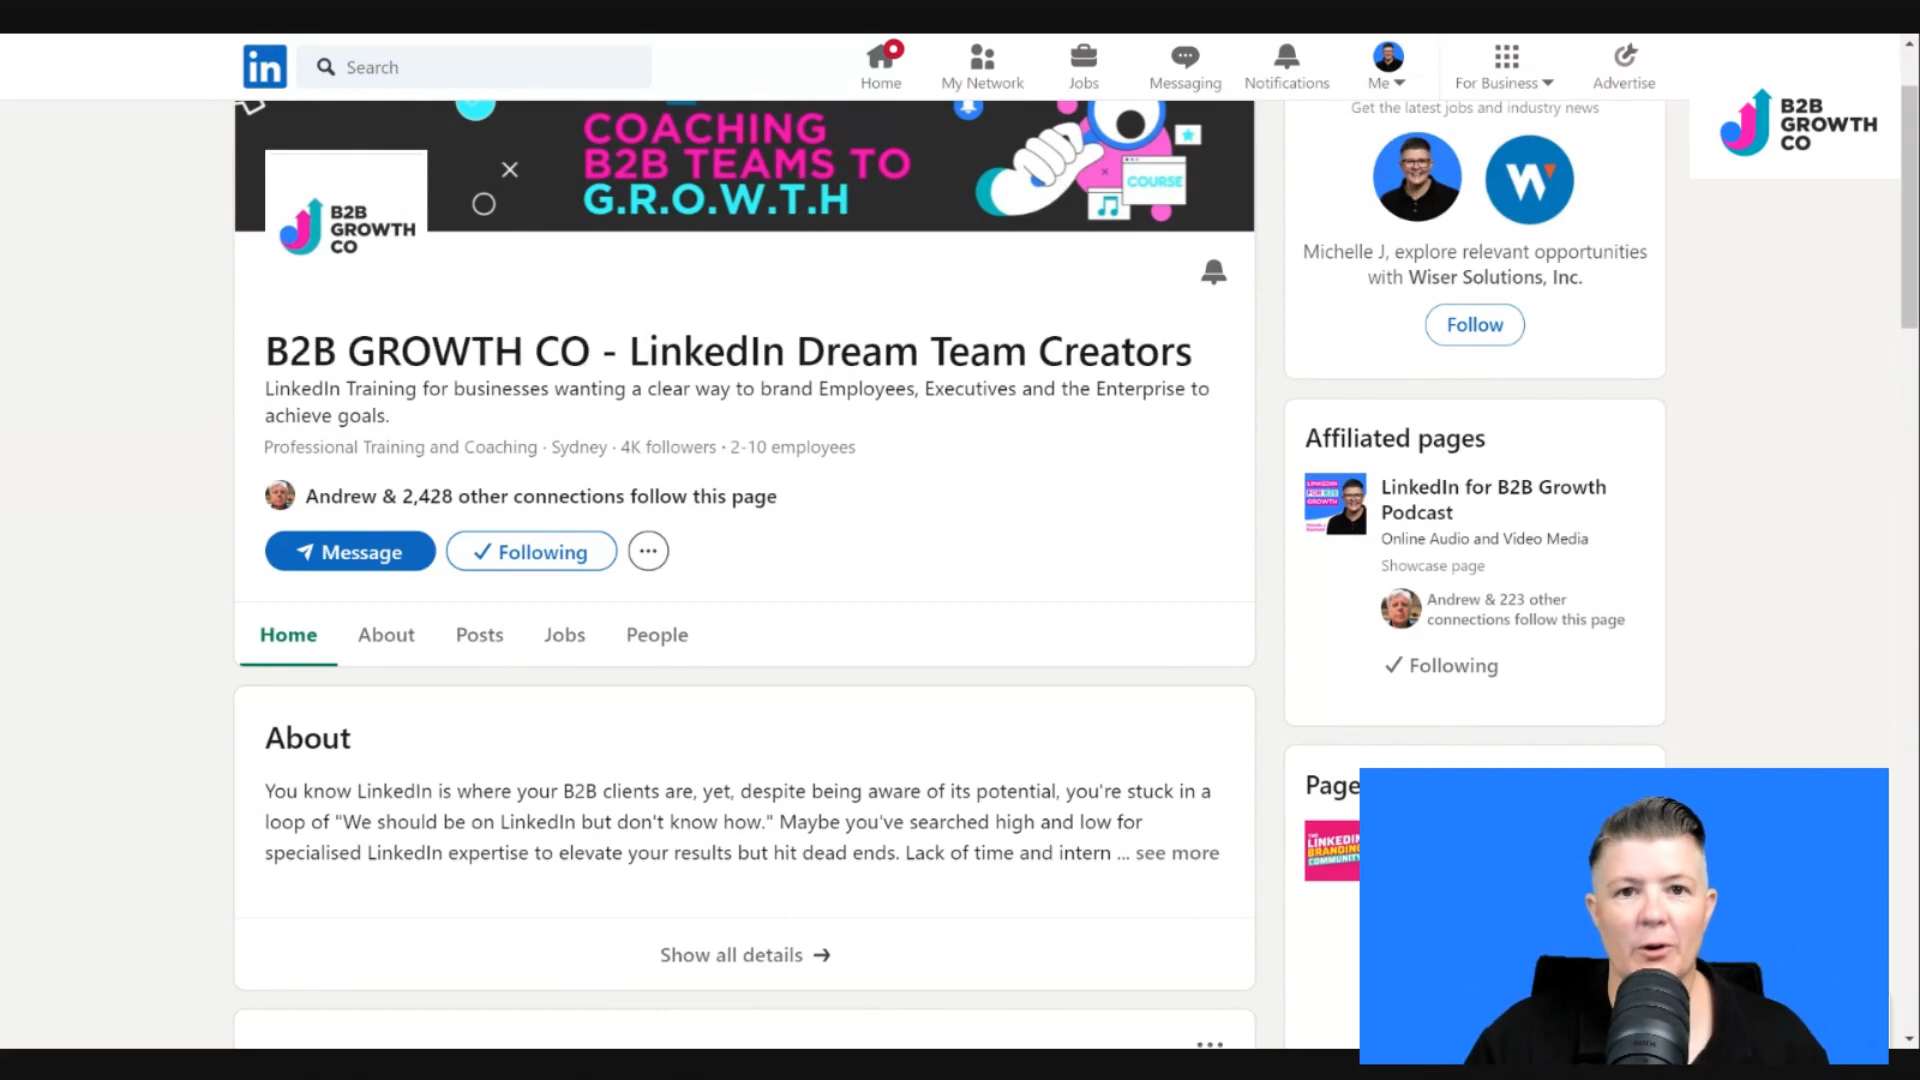 in
Search
Home
My Network
Jobs
Messaging
Notifications
Me
For Business
Advertise
COACHING
B2B TEAMS TO
G.R.O.W.T.H
COURSE
B2B
GROWTH
CO
B2B GROWTH CO - LinkedIn Dream Team Creators
LinkedIn Training for businesses wanting a clear way to brand Employees, Executives and the Enterprise to
achieve goals.
Professional Training and Coaching · Sydney · 4K followers • 2-10 employees
Andrew & 2,428 other connections follow this page
Message
Following
Home
About
Posts
Jobs
People
About
You know LinkedIn is where your B2B clients are, yet, despite being aware of its potential, you're stuck in a
loop of "We should be on LinkedIn but don't know how." Maybe you've searched high and low for
specialised LinkedIn expertise to elevate your results but hit dead ends. Lack of time and intern ... see more
Show all details
Get the latest jobs and industry news
W
Michelle J, explore relevant opportunities
with Wiser Solutions, Inc.
Follow
Affiliated pages
LINKEDIN
FOR B2B
GROWTH
LinkedIn for B2B Growth
Podcast
Online Audio and Video Media
Showcase page
Andrew & 223 other
connections follow this page
Following
Page
THE
LINKEDIN
BRANDING
COMMUNITY
B2B
GROWTH
CO